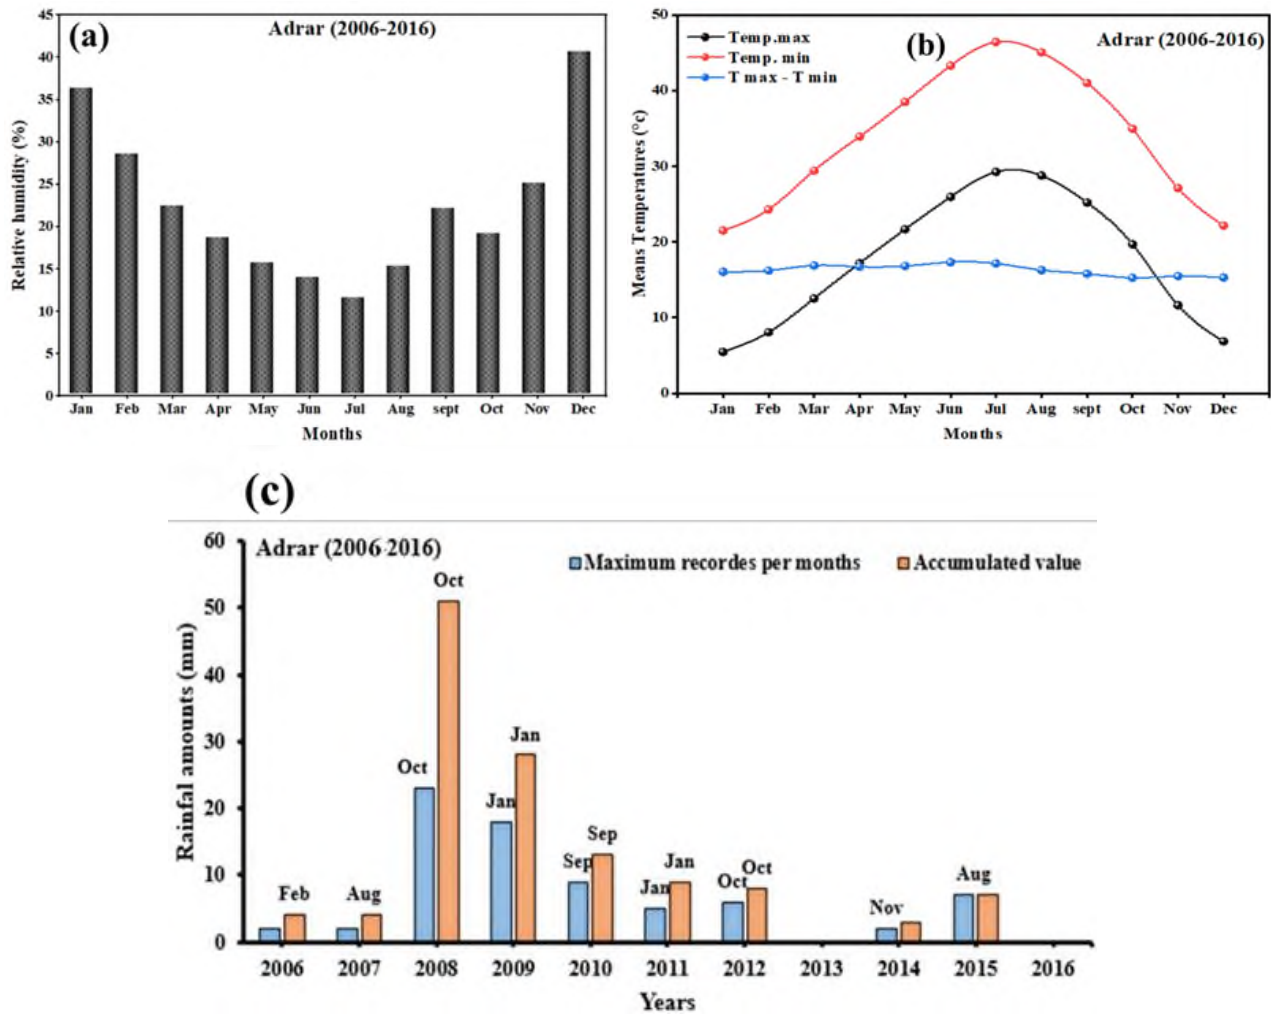 (a)
Adrar (2006-2016)
Relative humidity (%)
45
40
35
30
25
20
15
10
5
0
Jan Feb Mar Apr May Jun Jul Aug sept Oct Nov Dec
Months
(b)
Adrar (2006-2016)
Temp.max
Temp. min
T max - T min
Means Temperatures (°c)
50
40
30
20
10
0
Jan Feb Mar Apr May Jun Jul Aug sept Oct Nov Dec
Months
(c)
Adrar (2006-2016)
Maximum recordes per months
Accumulated value
Rainfal amounts (mm)
60
50
40
30
20
10
0
Feb
Aug
Oct
Oct
Jan
Jan
Sep
Sep
Jan
Jan
Oct
Oct
Nov
Aug
2006 2007 2008 2009 2010 2011 2012 2013 2014 2015 2016
Years